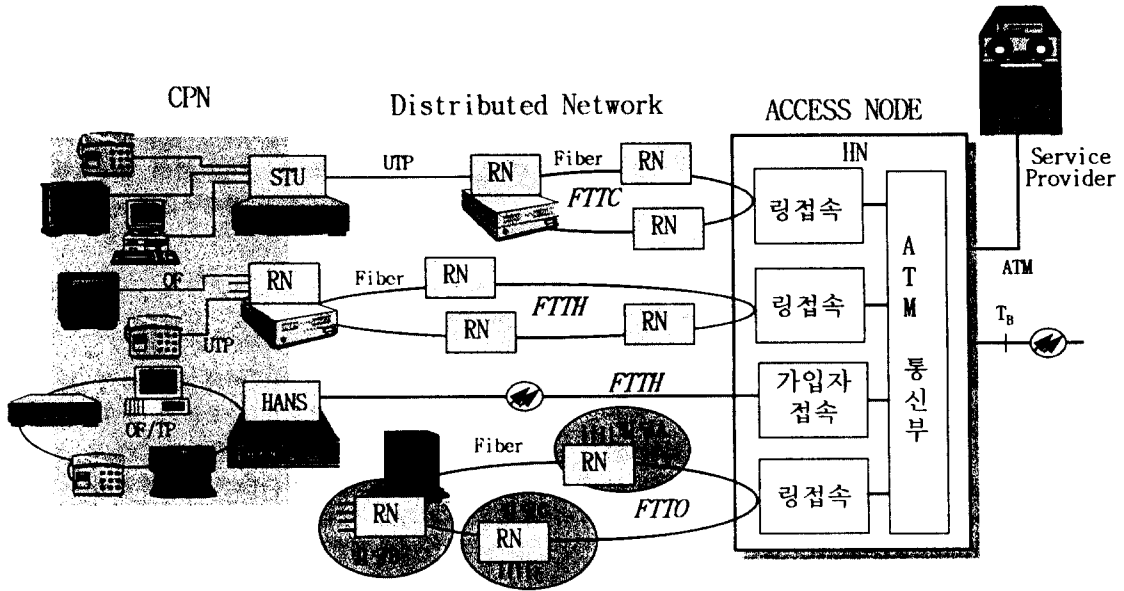 CPN
Distributed Network
ACCESS NODE
HN
Service
Provider
STU
UTP
RN
Fiber
RN
FTTC
RN
링접속
ATM
OF
RN
Fiber
RN
FTTH
RN
RN
링접속
UTP
T_B
HANS
OF/TP
FTTH
가입자
접속
Fiber
RN
RN
RN
FTTO
링접속
A
T
M
통
신
부